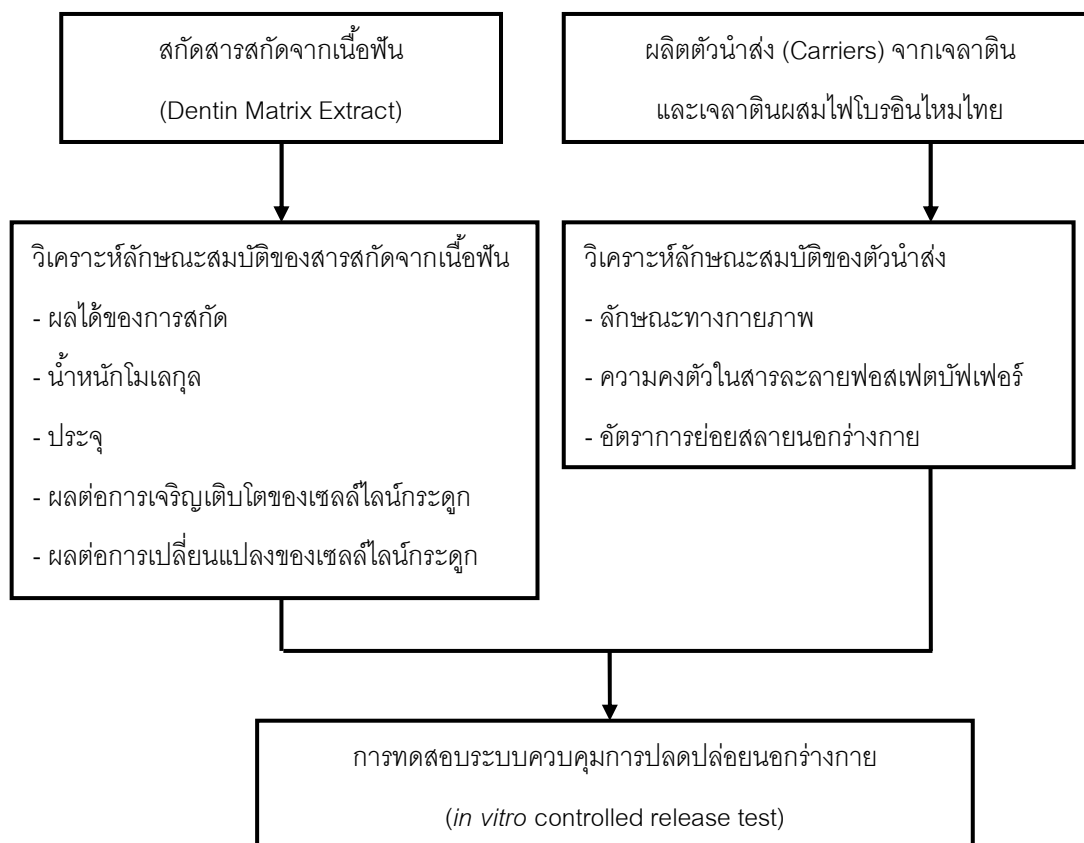 สกัดสารสกัดจากเนื้อฟัน
(Dentin Matrix Extract)
ผลิตตัวนำส่ง (Carriers) จากเจลาติน
และเจลาตินผสมไฟโบรอินไหมไทย
วิเคราะห์ลักษณะสมบัติของสารสกัดจากเนื้อฟัน
- ผลได้ของการสกัด
- น้ำหนักโมเลกุล
- ประจุ
- ผลต่อการเจริญเติบโตของเซลล์ไลน์กระดูก
- ผลต่อการเปลี่ยนแปลงของเซลล์ไลน์กระดูก
วิเคราะห์ลักษณะสมบัติของตัวนำส่ง
- ลักษณะทางกายภาพ
- ความคงตัวในสารละลายฟอสเฟตบัฟเฟอร์
- อัตราการย่อยสลายนอกร่างกาย
การทดสอบระบบควบคุมการปลดปล่อยนอกร่างกาย
(in vitro controlled release test)